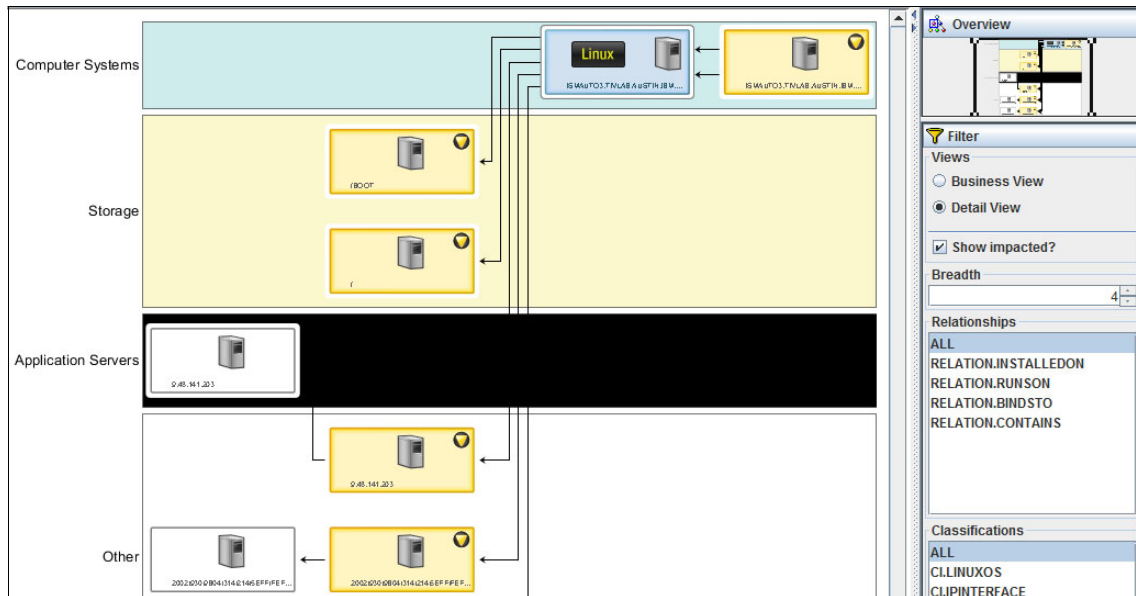 Computer Systems
Linux
Storage
/BOOT
/
Application Servers
9.48.141.203
9.48.141.203
Other
Overview
Filter
Views
Business View
Detail View
Show impacted?
Breadth
4
Relationships
ALL
RELATION.INSTALLEDON
RELATION.RUNSON
RELATION.BINDSTO
RELATION.CONTAINS
Classifications
ALL
CI.LINUXOS
CI.IPINTERFACE